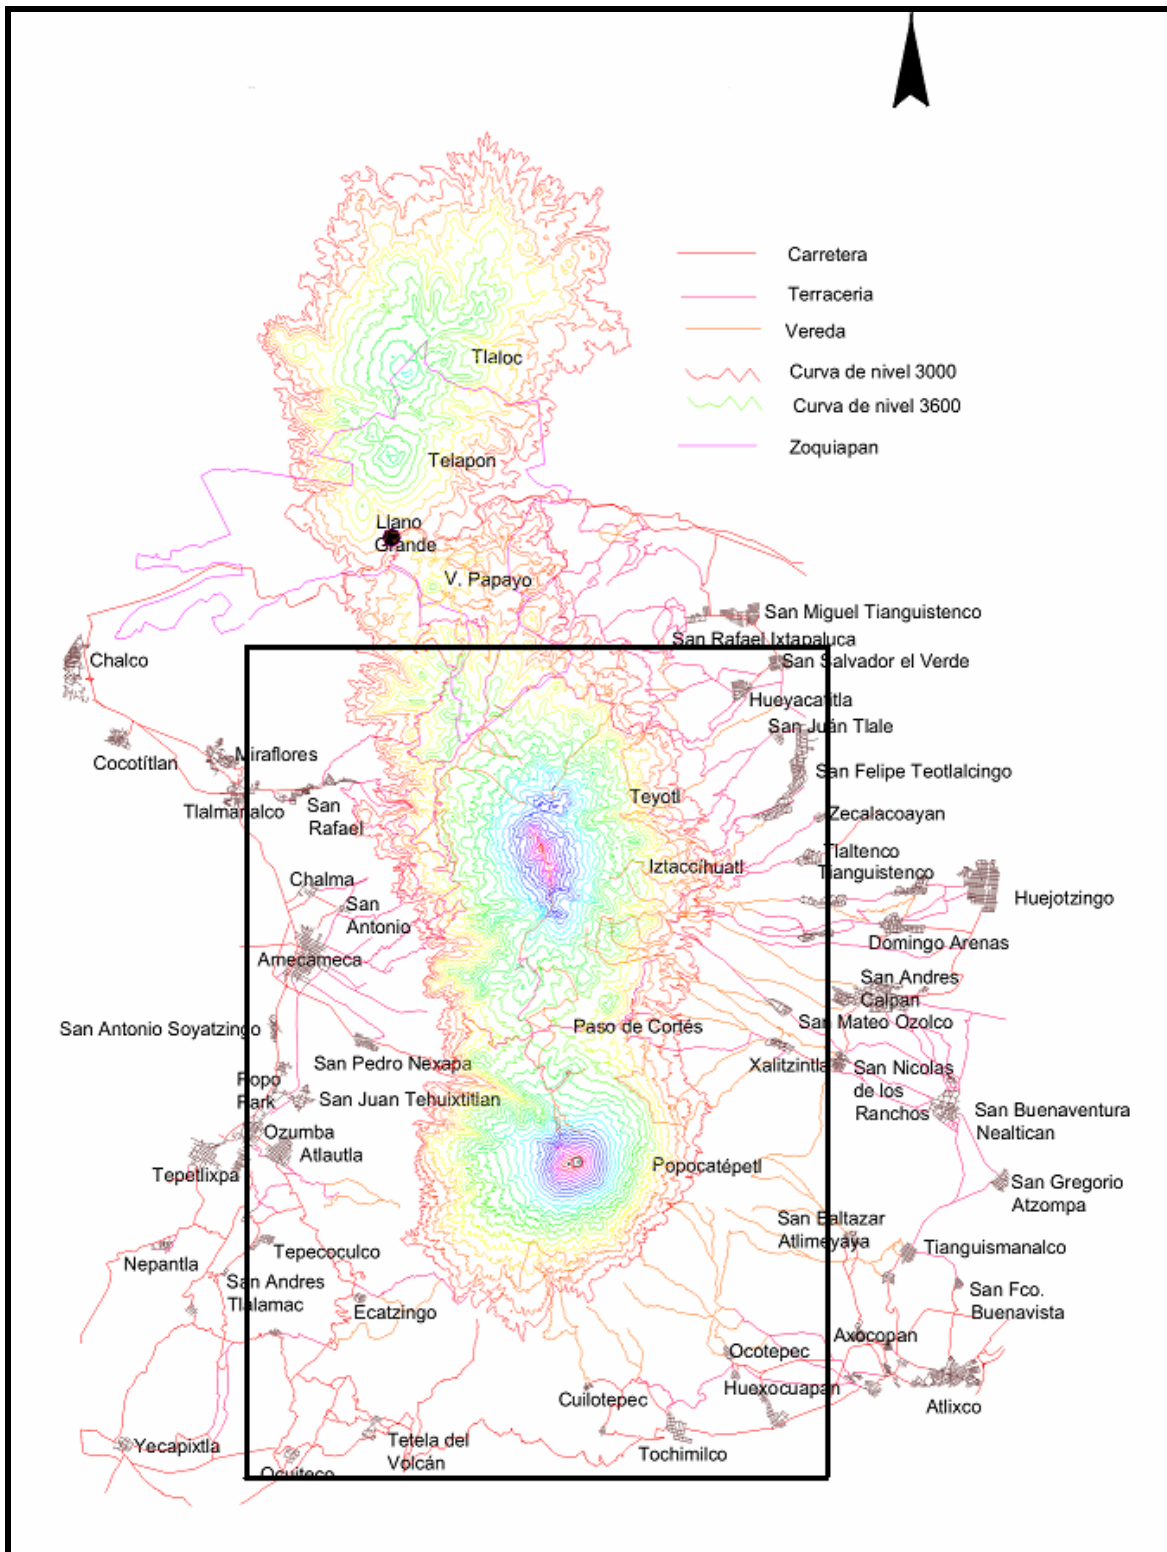 Carretera
Terraceria
Vereda
Curva de nivel 3000
Curva de nivel 3600
Zoquiapan
Tlaloc
Telapon
Llano
Grande
V. Papayo
San Miguel Tianguistenco
San Rafael Ixtapaluca
San Salvador el Verde
Chalco
Hueyacatitla
San Juan Tlale
Miraflores
Cocotítlan
San Felipe Teotlalcingo
Teyotl
San
Rafael
Tlalmanalco
Zecalacoayan
Tlaltenco
Tianguistenco
Iztaccíhuatl
Chalma
Huejotzingo
San
Antonio
Domingo Arenas
Amecameca
San Andres
Calpan
San Mateo Ozolco
Paso de Cortés
San Antonio Soyatzingo
San Pedro Nexapa
Xalitzintla
San Nicolas
de los
Ranchos
Popo
Park
San Juan Tehuixtitlan
San Buenaventura
Nealtican
Ozumba
Atlautla
Tepetlixpa
Popocatépetl
San Gregorio
Atzompa
San Baltazar
Atlimeyaya
Tianguismanalco
Tepecoculco
Nepantla
San Andres
Tlalamac
San Fco.
Buenavista
Ecatzingo
Axocopan
Ocotepec
Huexocuapan
Cuilotepec
Atlixco
Yecapixtla
Tetela del
Volcán
Tochimilco
Ocuiteco